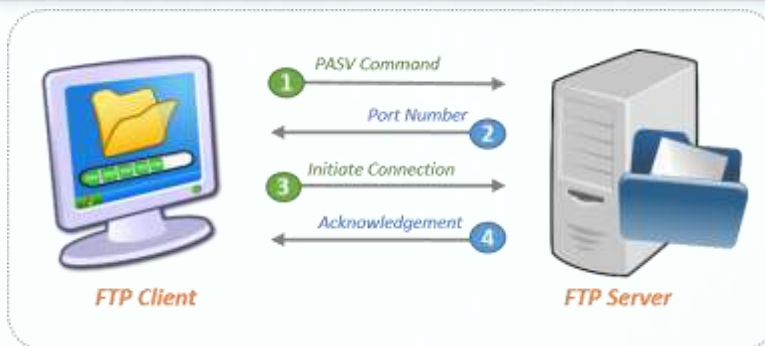 1
PASV Command
Port Number
2
3
Initiate Connection
Acknowledgement
4
FTP Client
FTP Server